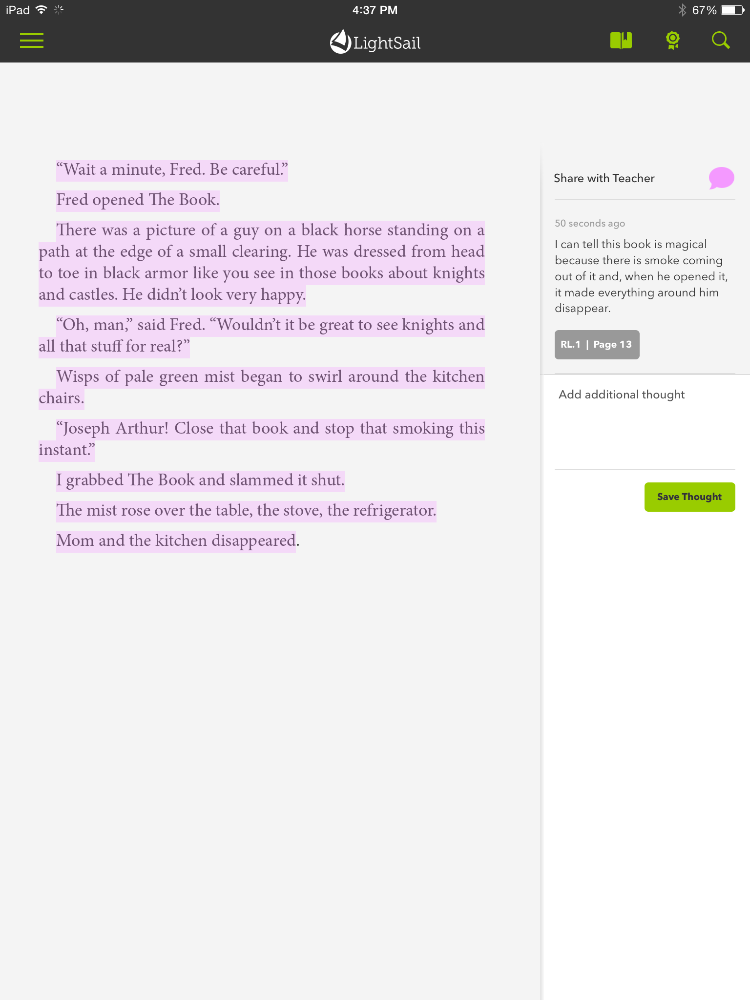 iPad
4:37 PM
67%
LightSail
“Wait a minute, Fred. Be careful.”
Fred opened The Book.
There was a picture of a guy on a black horse standing on a
path at the edge of a small clearing. He was dressed from head
to toe in black armor like you see in those books about knights
and castles. He didn’t look very happy.
“Oh, man,” said Fred. “Wouldn’t it be great to see knights and
all that stuff for real?”
Wisps of pale green mist began to swirl around the kitchen
chairs.
“Joseph Arthur! Close that book and stop that smoking this
instant.”
I grabbed The Book and slammed it shut.
The mist rose over the table, the stove, the refrigerator.
Mom and the kitchen disappeared.
Share with Teacher
50 seconds ago
I can tell this book is magical
because there is smoke coming
out of it and, when he opened it,
it made everything around him
disappear.
RL.1 | Page 13
Add additional thought
Save Thought